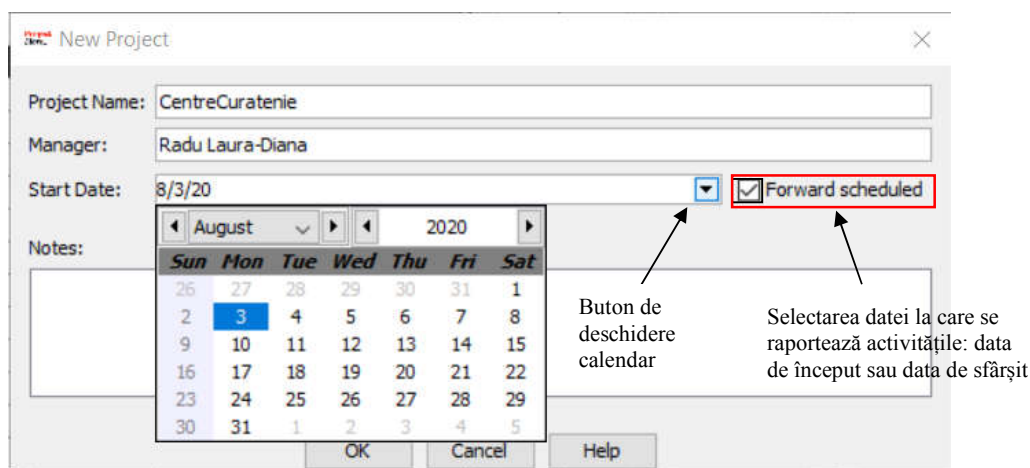 New Project
Project Name: CentreCuratenie
Manager: Radu Laura-Diana
Start Date: 8/3/20 Forward scheduled
August 2020
Notes:
Sun Mon Tue Wed Thu Fri Sat
26 27 28 29 30 31 1
2 3 4 5 6 7 8
9 10 11 12 13 14 15
16 17 18 19 20 21 22
23 24 25 26 27 28 29
30 31 1 2 3 4 5
Buton de
deschidere
calendar
Selectarea datei la care se
raportează activitățile: data
de început sau data de sfârșit
OK Cancel Help